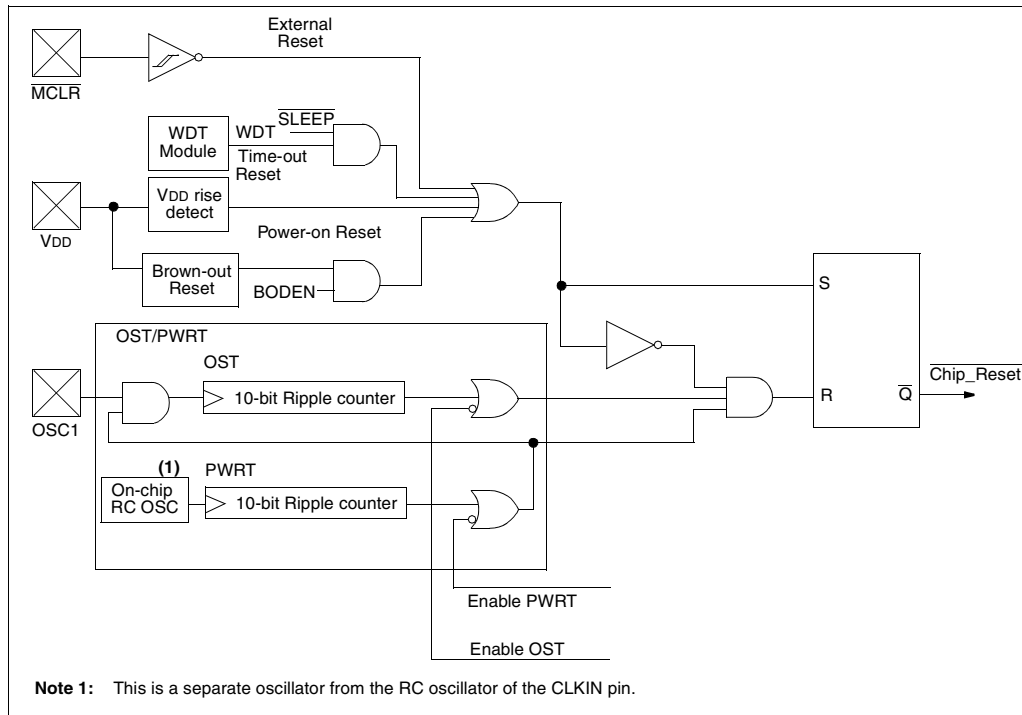 External
Reset
MCLR
SLEEP
WDT
Module
WDT
Time-out
Reset
VDD rise
detect
VDD
Power-on Reset
Brown-out
Reset
BODEN
S
OST/PWRT
OST
10-bit Ripple counter
OSC1
R
Q
Chip_Reset
(1)
PWRT
On-chip
RC OSC
10-bit Ripple counter
Enable PWRT
Enable OST
Note 1: This is a separate oscillator from the RC oscillator of the CLKIN pin.